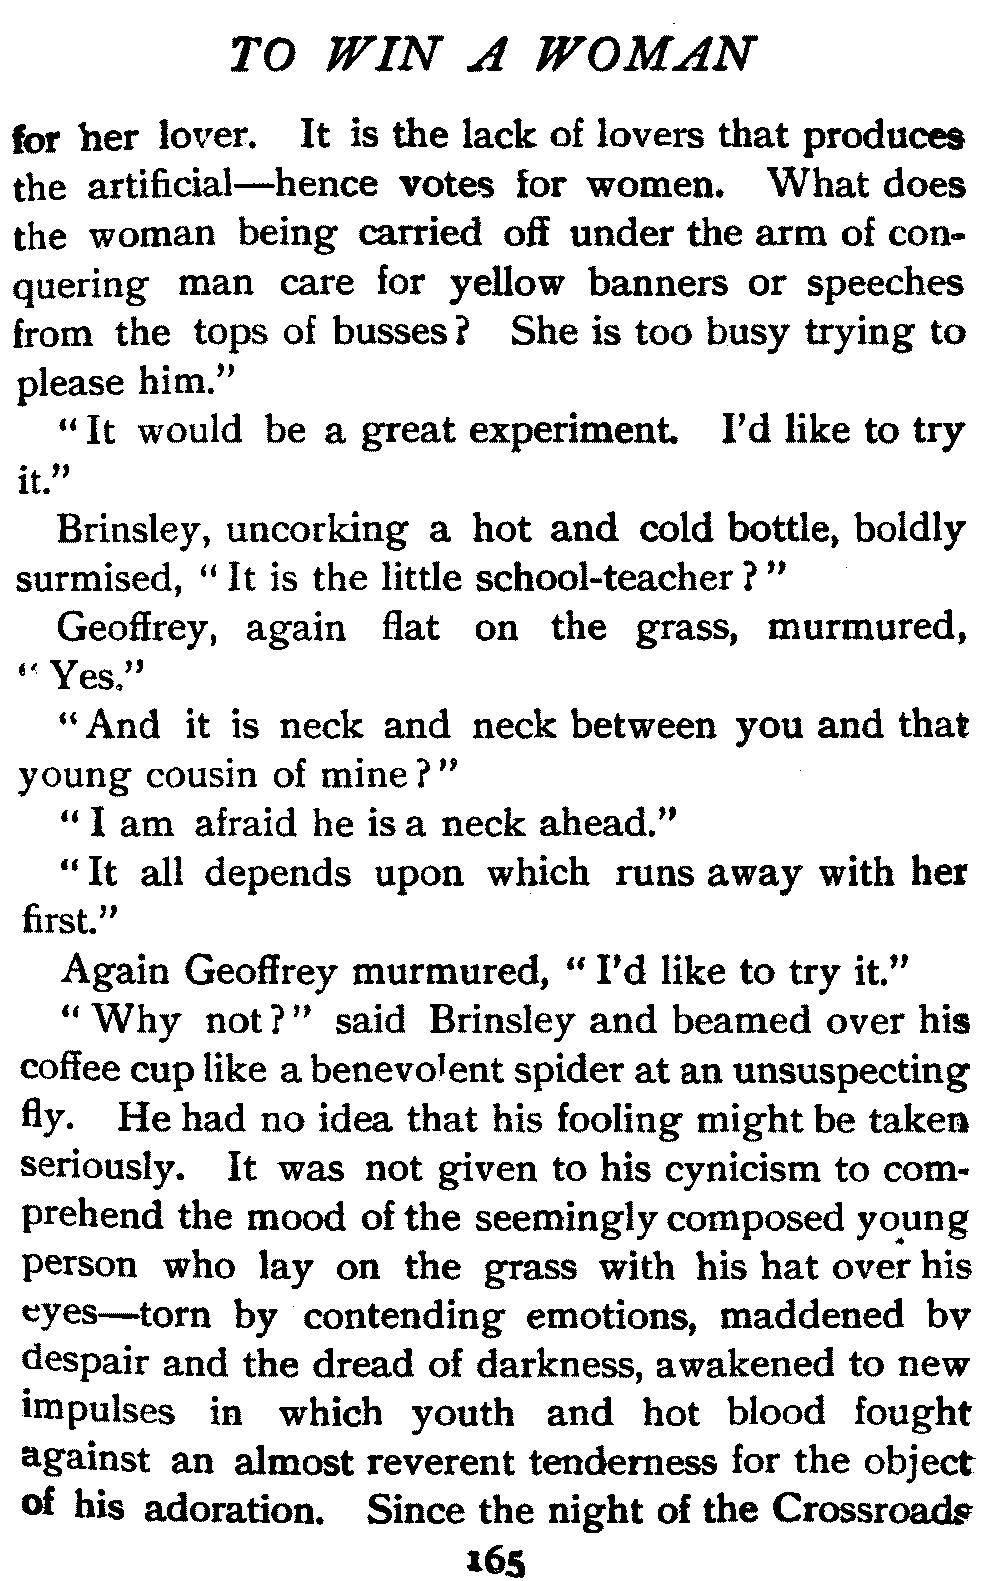 TO WIN A WOMAN
for her lover. It is the lack of lovers that produces
the artificial—hence votes for women. What does
the woman being carried off under the arm of con-
quering man care for yellow banners or speeches
from the tops of busses? She is too busy trying to
please him."
"It would be a great experiment. I'd like to try
it."
Brinsley, uncorking a hot and cold bottle, boldly
surmised, "It is the little school-teacher?"
Geoffrey, again flat on the grass, murmured,
"Yes."
"And it is neck and neck between you and that
young cousin of mine?"
"I am afraid he is a neck ahead."
"It all depends upon which runs away with her
first."
Again Geoffrey murmured, "I'd like to try it."
"Why not?" said Brinsley and beamed over his
coffee cup like a benevolent spider at an unsuspecting
fly. He had no idea that his fooling might be taken
seriously. It was not given to his cynicism to com-
prehend the mood of the seemingly composed young
person who lay on the grass with his hat over his
eyes—torn by contending emotions, maddened by
despair and the dread of darkness, awakened to new
impulses in which youth and hot blood fought
against an almost reverent tenderness for the object
of his adoration. Since the night of the Crossroads
165